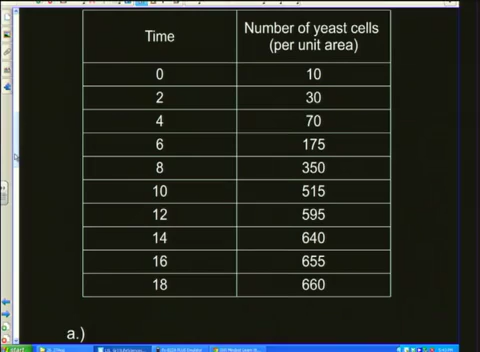 Time
Number of yeast cells
(per unit area)
0 10
2 30
4 70
6 175
8 350
10 515
12 595
14 640
16 655
18 660
a.)
START